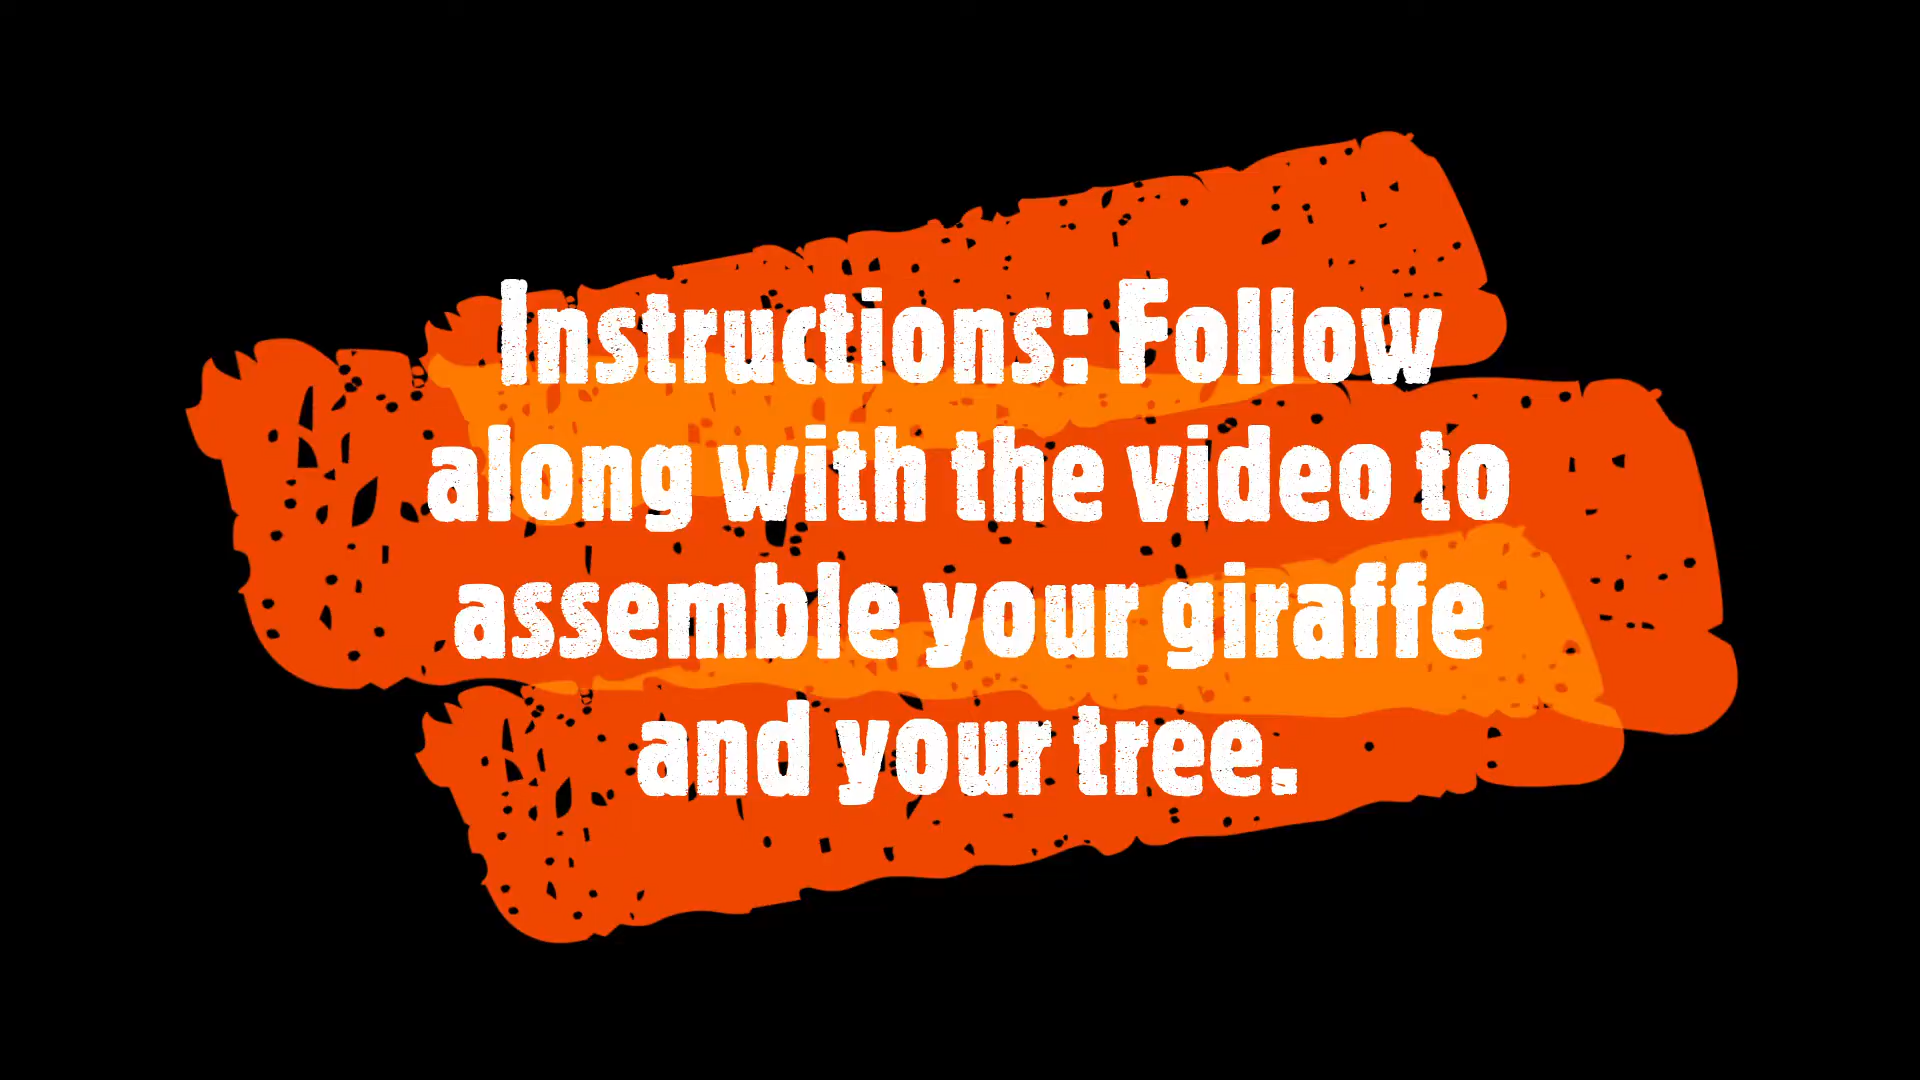 Instructions: Follow
along with the video to
assemble your giraffe
and your tree.